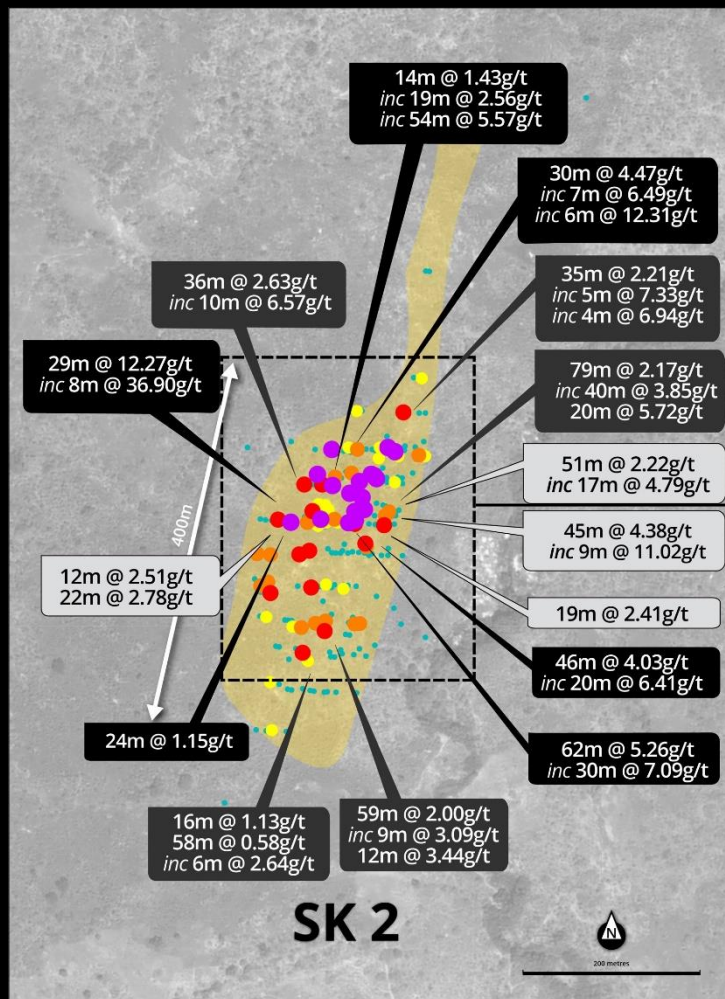 14m @ 1.43g/t
inc 19m @ 2.56g/t
inc 54m @ 5.57g/t
30m @ 4.47g/t
inc 7m @ 6.49g/t
inc 6m @ 12.31g/t
36m @ 2.63g/t
inc 10m @ 6.57g/t
35m @ 2.21g/t
inc 5m @ 7.33g/t
inc 4m @ 6.94g/t
29m @ 12.27g/t
inc 8m @ 36.90g/t
79m @ 2.17g/t
inc 40m @ 3.85g/t
20m @ 5.72g/t
51m @ 2.22g/t
inc 17m @ 4.79g/t
400m
45m @ 4.38g/t
inc 9m @ 11.02g/t
12m @ 2.51g/t
22m @ 2.78g/t
19m @ 2.41g/t
46m @ 4.03g/t
inc 20m @ 6.41g/t
24m @ 1.15g/t
62m @ 5.26g/t
inc 30m @ 7.09g/t
16m @ 1.13g/t
58m @ 0.58g/t
inc 6m @ 2.64g/t
59m @ 2.00g/t
inc 9m @ 3.09g/t
12m @ 3.44g/t
SK 2
N
200 metres